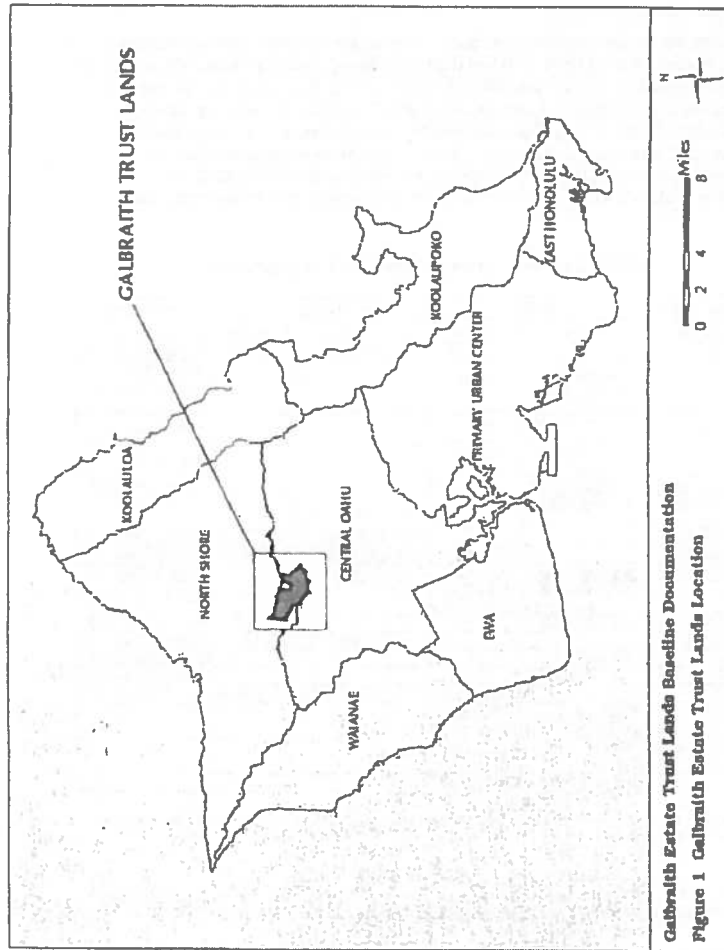 GALBRAITH TRUST LANDS
KOOLAULOA
NORTH SHORE
KOOLAUPOKO
CENTRAL OAHU
WAIANAE
EWA
PRIMARY URBAN CENTER
EAST HONOLULU
N
0 2 4 8 Miles
Galbraith Estate Trust Lands Baseline Documentation
Figure 1 Galbraith Estate Trust Lands Location